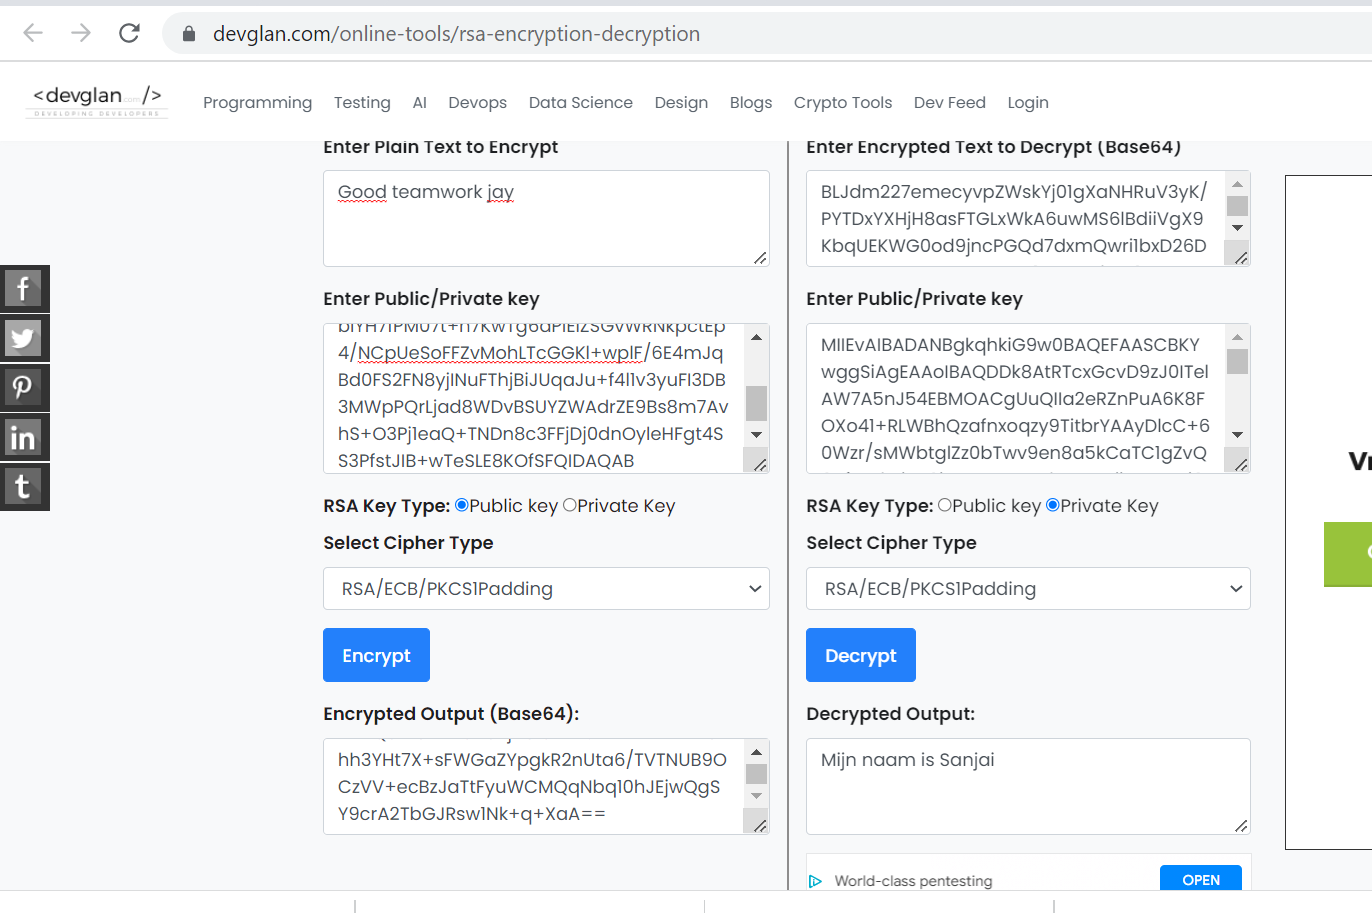 devglan.com/online-tools/rsa-encryption-decryption
<devglan.com/>
DEVELOPING DEVELOPERS
Programming Testing AI Devops Data Science Design Blogs Crypto Tools Dev Feed Login
Enter Plain Text to Encrypt
Good teamwork jay
Enter Public/Private key
4/NCpUeSoFFZvMohLTcGGKl+wplF/6E4mJq
Bd0FS2FN8yjlNuFThjBiJUqaJu+f4l1v3yuFI3DB
3MWpPQrLjad8WDvBSUYZWAdrZE9Bs8m7Av
hS+O3Pj1eaQ+TNDn8c3FFjDj0dnOyleHFgt4S
S3PfstJIB+wTeSLE8KOfSFQIDAQAB
RSA Key Type: Public key Private Key
Select Cipher Type
RSA/ECB/PKCS1Padding
Encrypt
Encrypted Output (Base64):
hh3YHt7X+sFWGaZYpgkR2nUta6/TVTNUB9O
CzVV+ecBzJaTtFyuWCMQqNbq10hJEjwQgS
Y9crA2TbGJRsw1Nk+q+XaA==
Enter Encrypted Text to Decrypt (Base64)
BLJdm227emecyvpZWskYj01gXaNHRuV3yK/
PYTDxYXHjH8asFTGLxWkA6uwMS6lBdiiVgX9
KbqUEKWG0od9jncPGQd7dxmQwri1bxD26D
Enter Public/Private key
MIIEvAIBADANBgkqhkiG9w0BAQEFAASCBKY
wggSiAgEAAoIBAQDDk8AtRTcxGcvD9zJ0ITeI
AW7A5nJ54EBMOACgUuQIIa2eRZnPuA6K8F
OXo41+RLWBhQzafnxoqzy9TitbrYAAyDlcC+6
0Wzr/sMWbtglZz0bTwv9en8a5kCaTC1gZvQ
RSA Key Type: Public key Private Key
Select Cipher Type
RSA/ECB/PKCS1Padding
Decrypt
Decrypted Output:
Mijn naam is Sanjai
World-class pentesting
OPEN